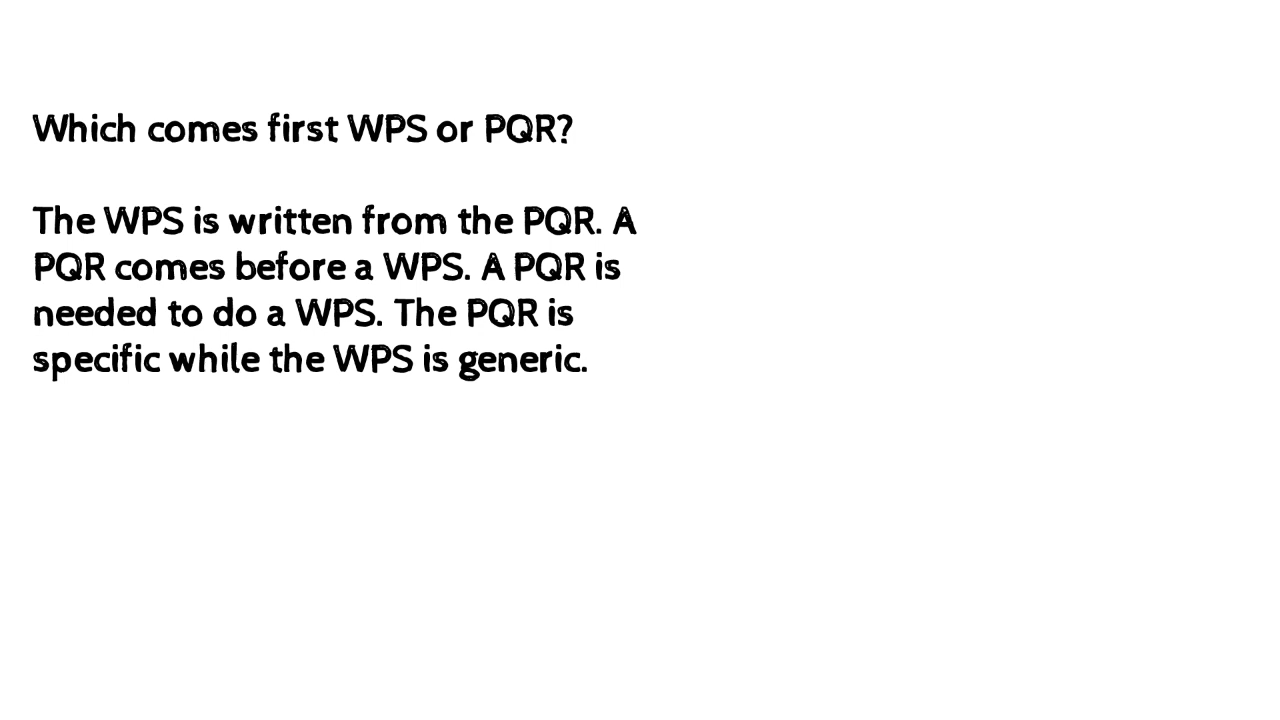 Which comes first WPS or PQR?
The WPS is written from the PQR. A
PQR comes before a WPS. A PQR is
needed to do a WPS. The PQR is
specific while the WPS is generic.